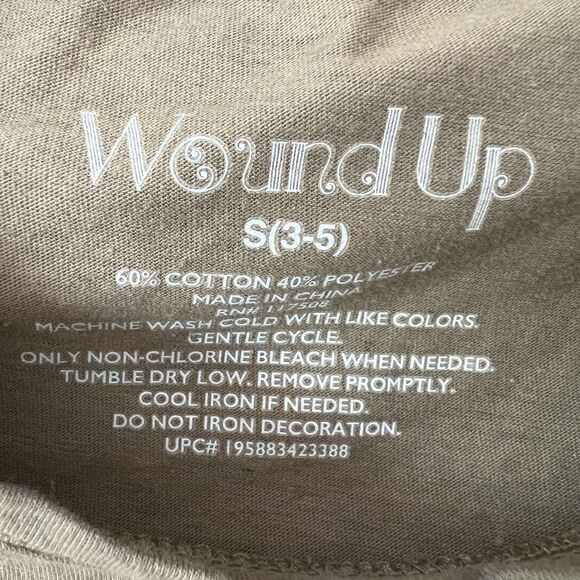 Wound Up
S(3-5)
60% COTTON 40% POLYESTER
MADE IN CHINA
RN# 117508
MACHINE WASH COLD WITH LIKE COLORS.
GENTLE CYCLE.
ONLY NON-CHLORINE BLEACH WHEN NEEDED.
TUMBLE DRY LOW. REMOVE PROMPTLY.
COOL IRON IF NEEDED.
DO NOT IRON DECORATION.
UPC# 195883423388